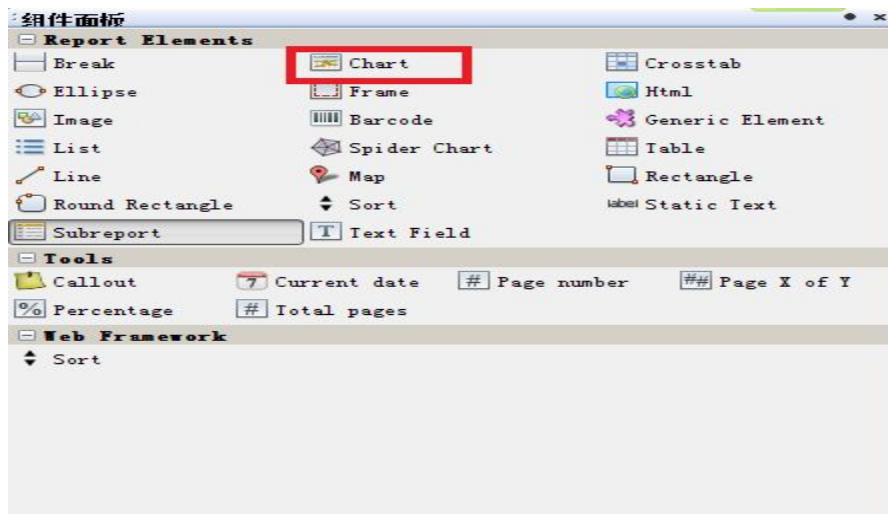 组件面板
Report Elements
Break Chart Crosstab
Ellipse Frame Html
Image Barcode Generic Element
List Spider Chart Table
Line Map Rectangle
Round Rectangle Sort label Static Text
Subreport T Text Field
Tools
Callout 7 Current date # Page number ## Page X of Y
% Percentage # Total pages
Web Framework
Sort